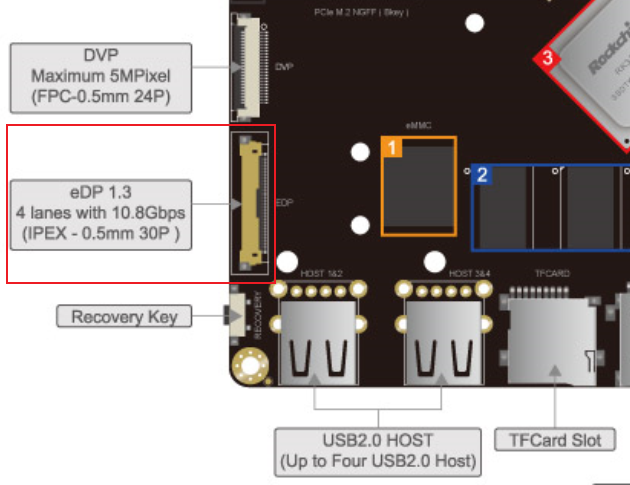 PCIe M.2 NGFF ( Bkey )
DVP
Maximum 5MPixel
(FPC-0.5mm 24P)
DVP
3
Rockchi
eMMC
1
2
eDP 1.3
4 lanes with 10.8Gbps
(IPEX - 0.5mm 30P )
EDP
HOST 1&2
HOST 3&4
TFCARD
Recovery Key
RECOVERY
USB2.0 HOST
(Up to Four USB2.0 Host)
TFCard Slot